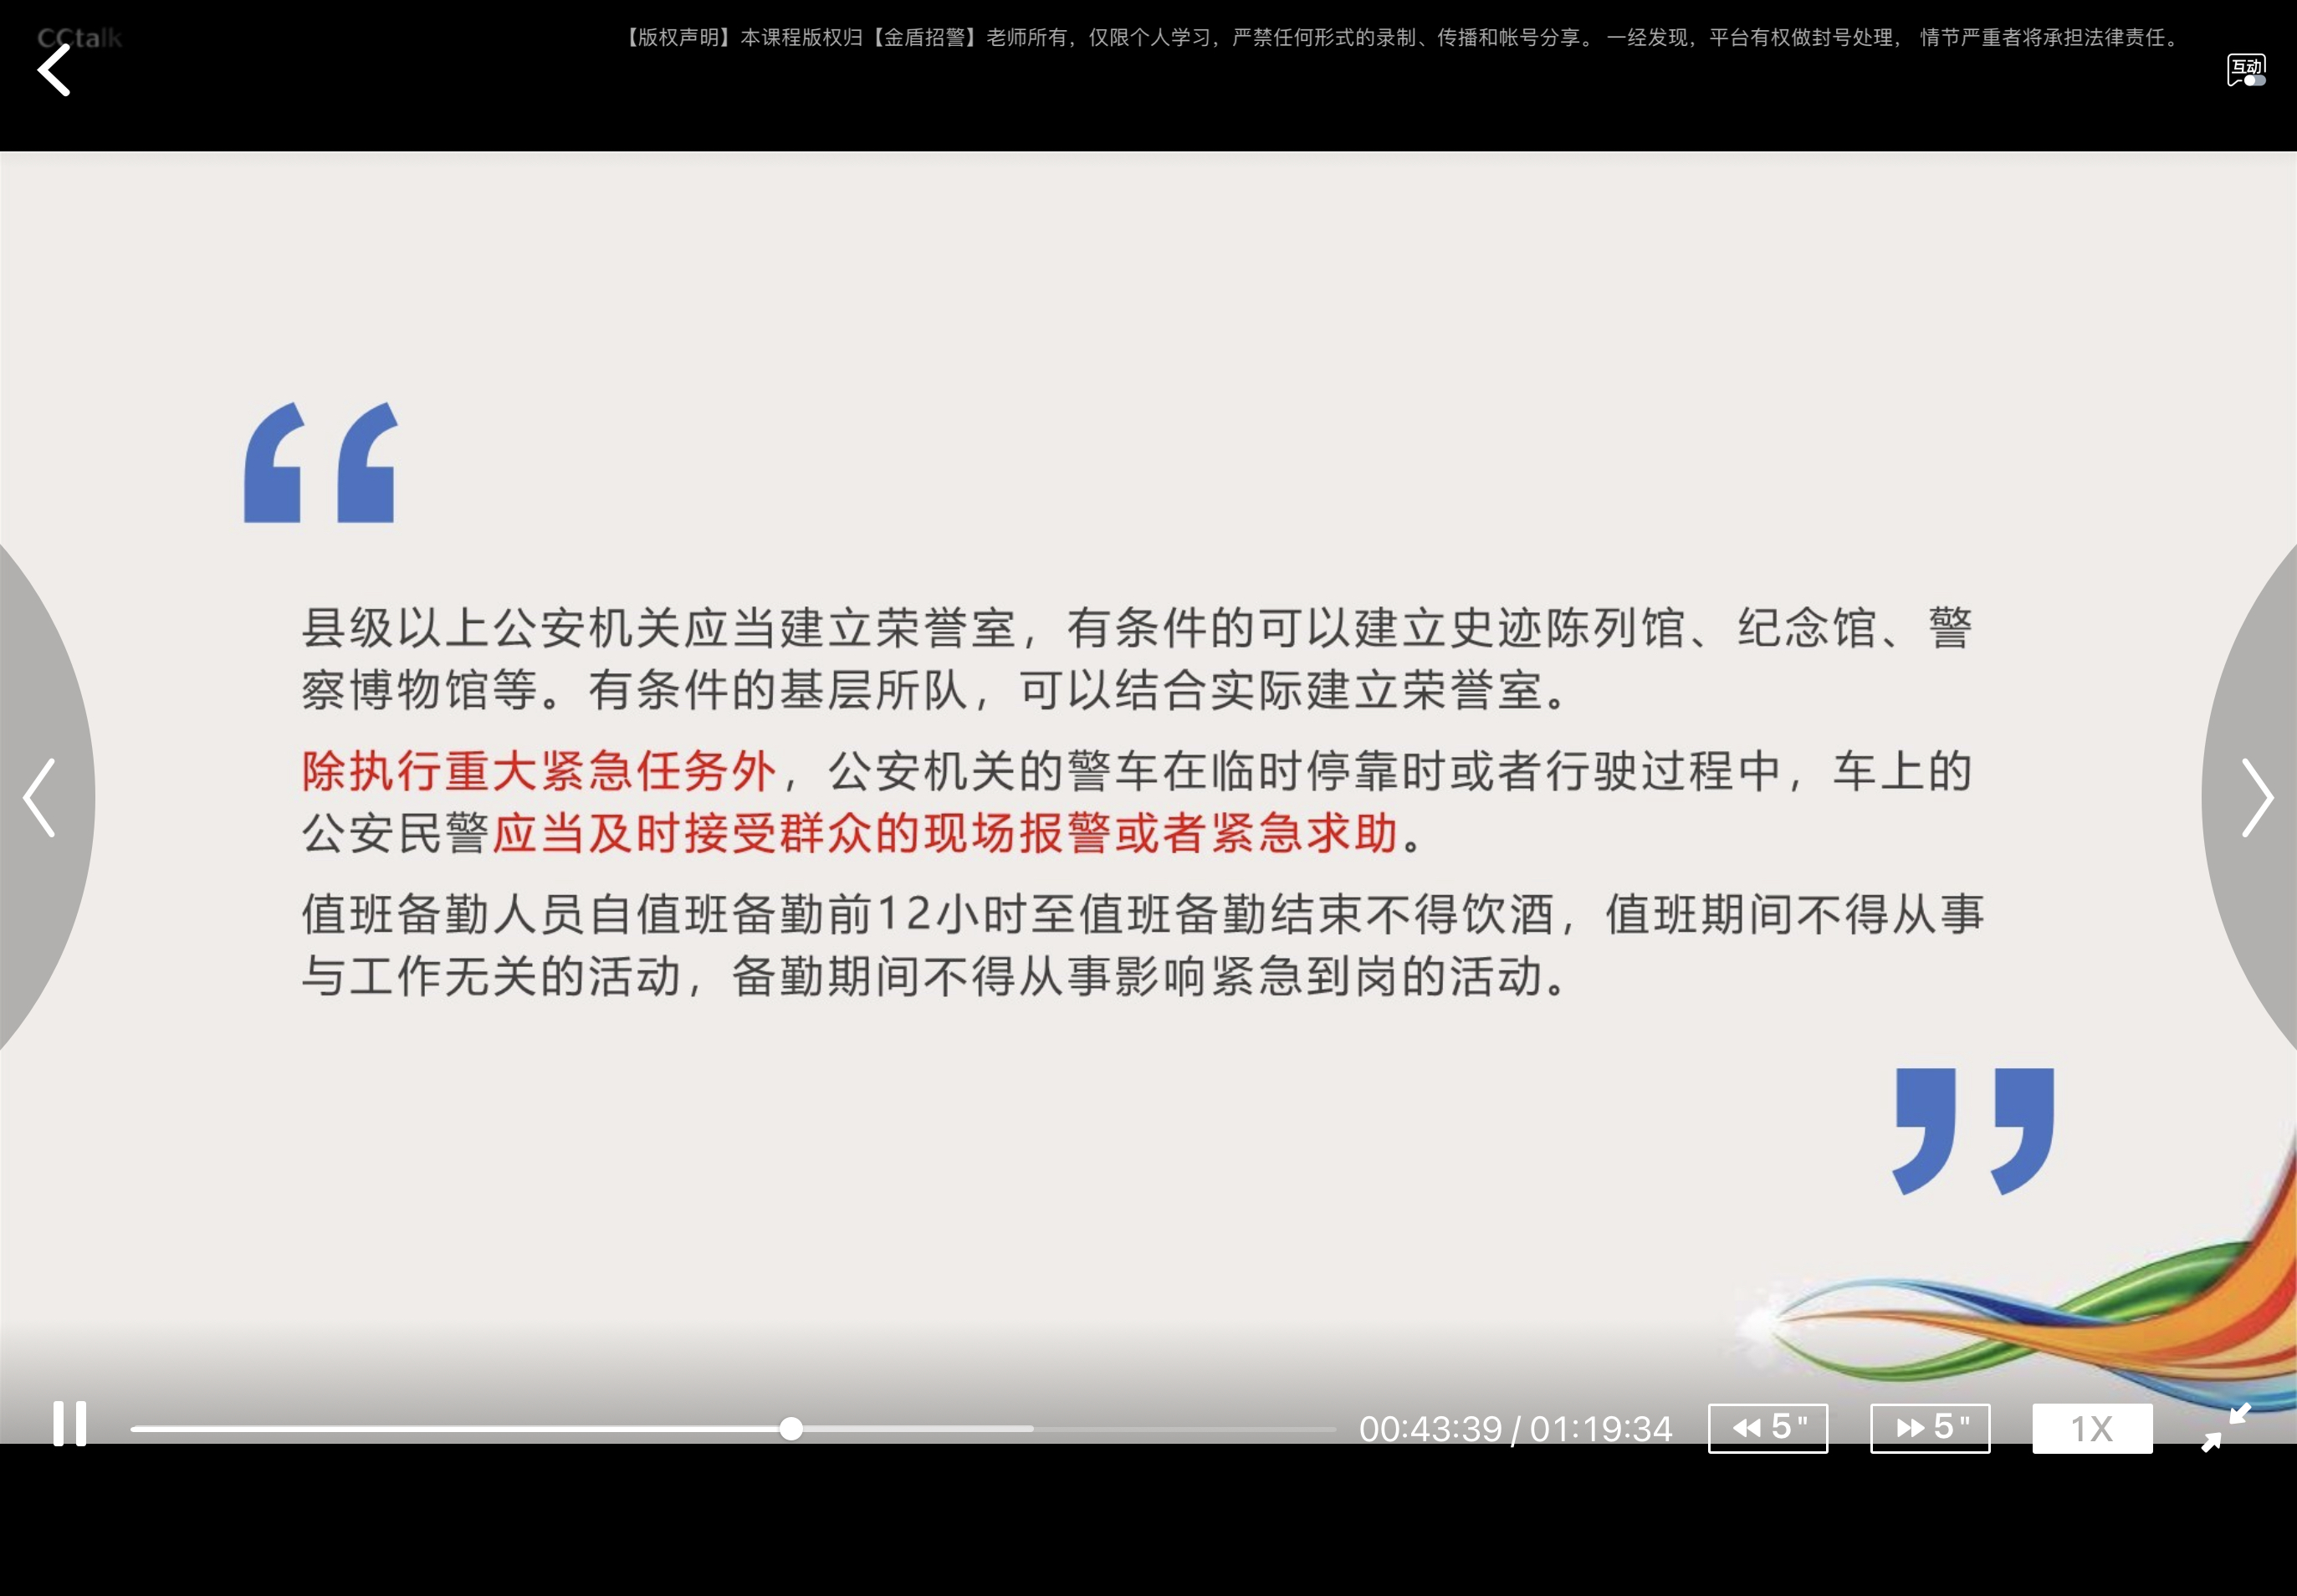 CCtalk
【版权声明】本课程版权归【金盾招警】老师所有，仅限个人学习，严禁任何形式的录制、传播和帐号分享。 一经发现，平台有权做封号处理， 情节严重者将承担法律责任。
互动
县级以上公安机关应当建立荣誉室，有条件的可以建立史迹陈列馆、纪念馆、警
察博物馆等。有条件的基层所队，可以结合实际建立荣誉室。
除执行重大紧急任务外，公安机关的警车在临时停靠时或者行驶过程中，车上的
公安民警应当及时接受群众的现场报警或者紧急求助。
值班备勤人员自值班备勤前12小时至值班备勤结束不得饮酒，值班期间不得从事
与工作无关的活动，备勤期间不得从事影响紧急到岗的活动。
00:43:39 / 01:19:34 5" 5" 1X